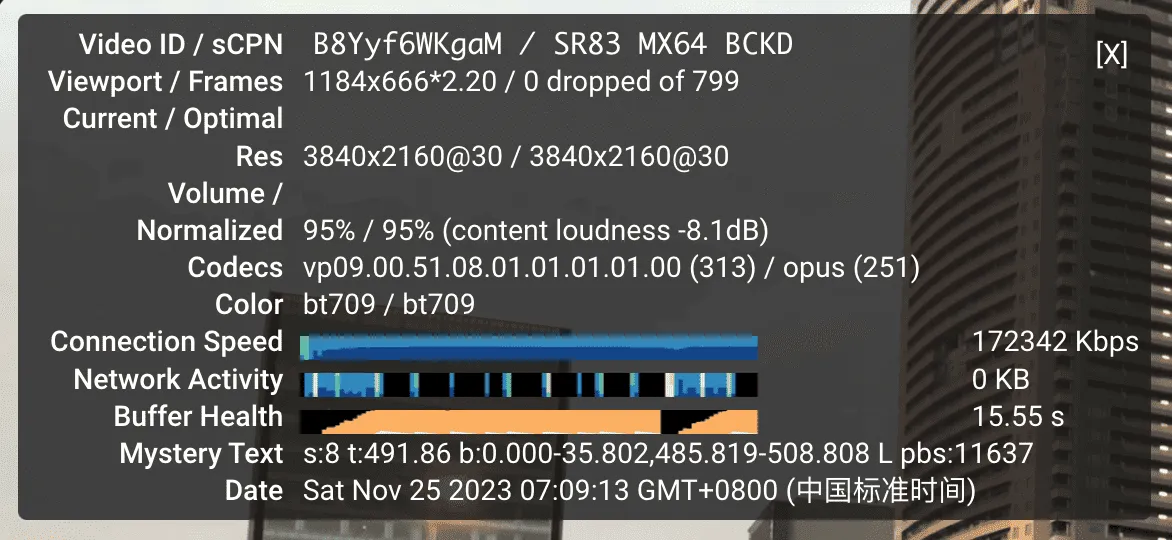 Video ID / sCPN B8Yyf6WKgaM / SR83 MX64 BCKD
[X]
Viewport / Frames 1184x666*2.20 / 0 dropped of 799
Current / Optimal
Res 3840x2160@30 / 3840x2160@30
Volume /
Normalized 95% / 95% (content loudness -8.1dB)
Codecs vp09.00.51.08.01.01.01.01.00 (313) / opus (251)
Color bt709 / bt709
Connection Speed 172342 Kbps
Network Activity 0 KB
Buffer Health 15.55 s
Mystery Text s:8 t:491.86 b:0.000-35.802,485.819-508.808 L pbs:11637
Date Sat Nov 25 2023 07:09:13 GMT+0800 (中国标准时间)